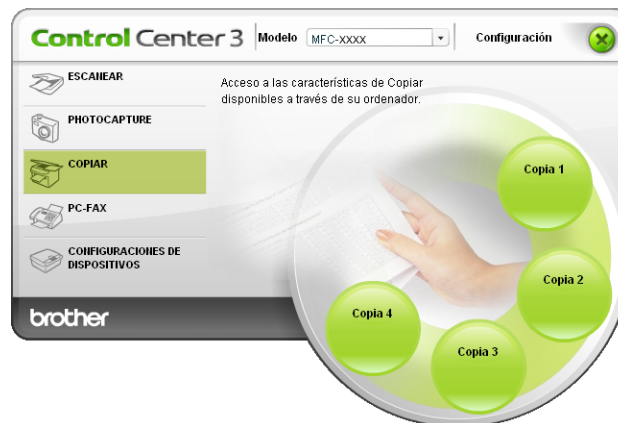 Control Center 3
Modelo
MFC-XXXX
Configuración
ESCANEAR
PHOTOCAPTURE
COPIAR
PC-FAX
CONFIGURACIONES DE
DISPOSITIVOS
Acceso a las características de Copiar
disponibles a través de su ordenador.
Copia 1
Copia 2
Copia 3
Copia 4
brother